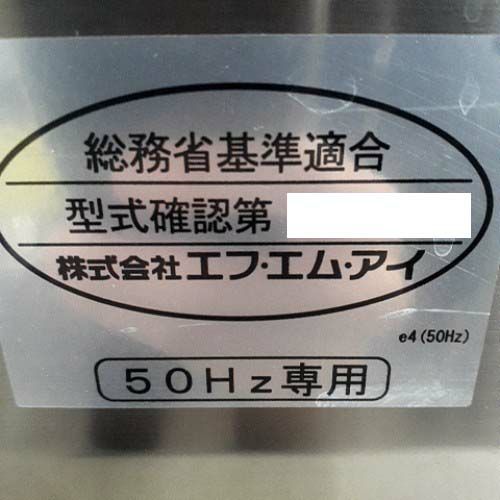 総務省基準適合
型式確認第
株式会社エフ・エム・アイ
e4(50Hz)
50Hz専用